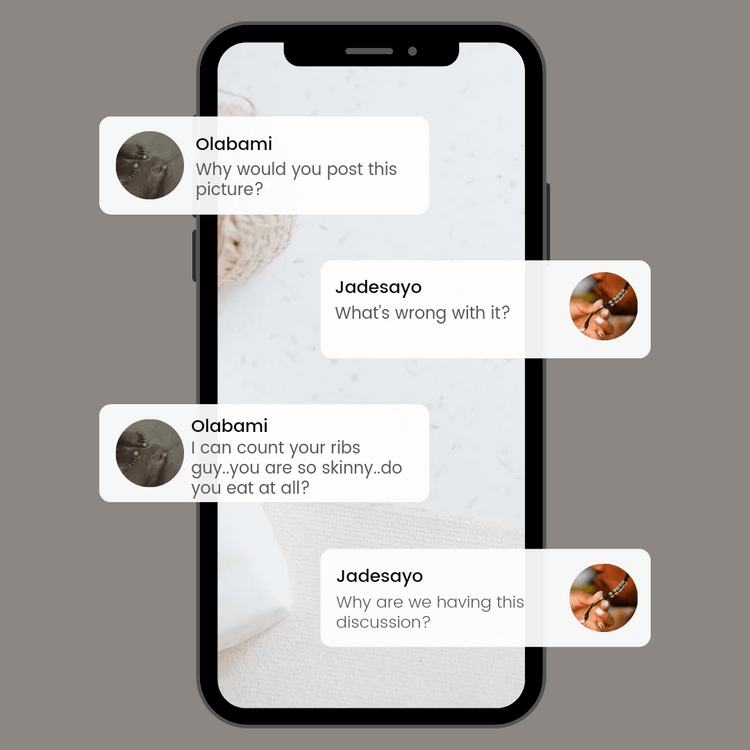 Olabami
Why would you post this
picture?
Jadesayo
What's wrong with it?
Olabami
I can count your ribs
guy..you are so skinny..do
you eat at all?
Jadesayo
Why are we having this
discussion?